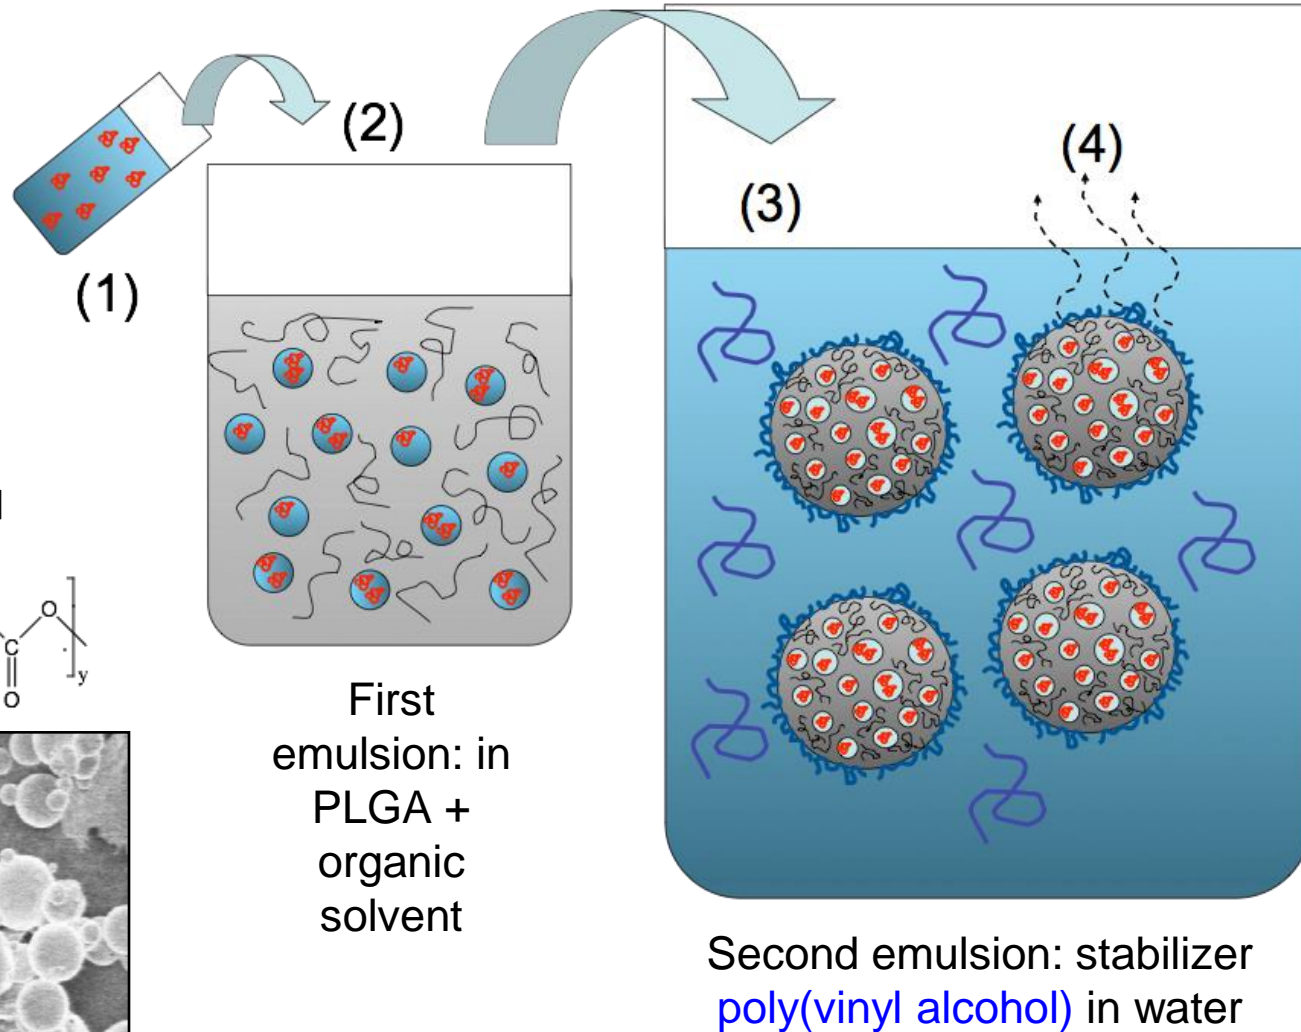 (1)
(2)
(3)
(4)
O
C
O
y
First
emulsion: in
PLGA +
organic
solvent
Second emulsion: stabilizer
poly(vinyl alcohol) in water